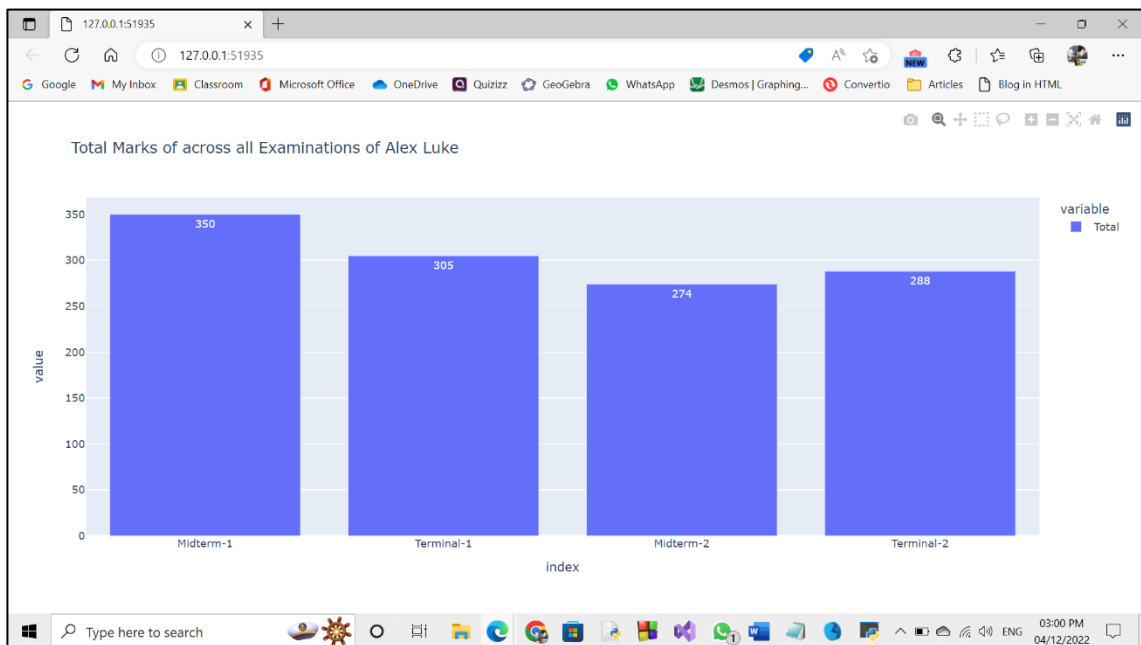 127.0.0.1:51935
127.0.0.1:51935
NEW
Google My Inbox Classroom Microsoft Office OneDrive Quizizz GeoGebra WhatsApp Desmos | Graphing... Convertio Articles Blog in HTML
Total Marks of across all Examinations of Alex Luke
variable
Total
350
305
274
288
350
300
250
200
150
100
50
0
value
Midterm-1 Terminal-1 Midterm-2 Terminal-2
index
Type here to search
1
ENG
03:00 PM
04/12/2022